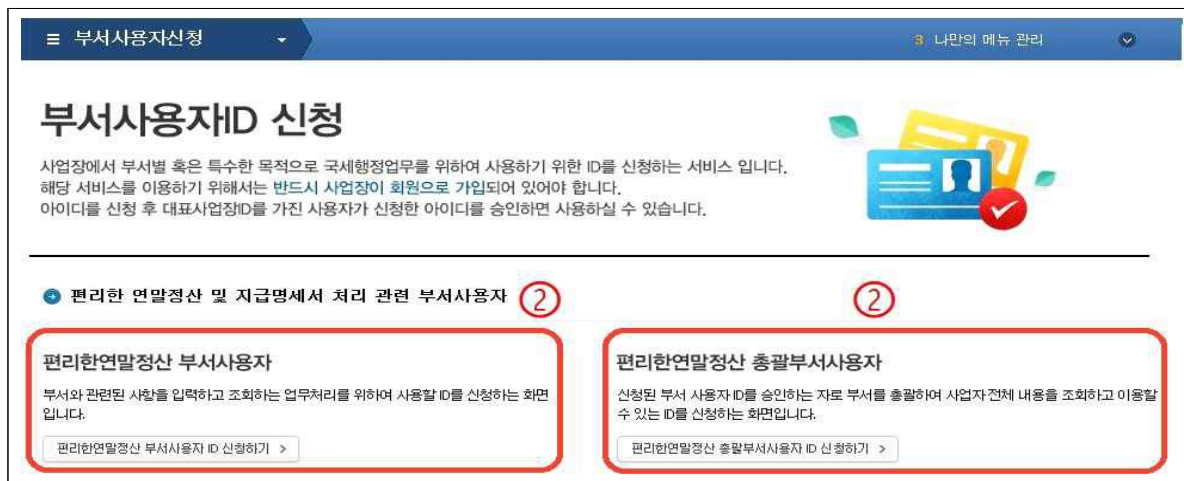 ≡ 부서사용자신청
3 나만의 메뉴 관리
부서사용자ID 신청
사업장에서 부서별 혹은 특수한 목적으로 국세행정업무를 위하여 사용하기 위한 ID를 신청하는 서비스 입니다.
해당 서비스를 이용하기 위해서는 반드시 사업장이 회원으로 가입되어 있어야 합니다.
아이디를 신청 후 대표사업장ID를 가진 사용자가 신청한 아이디를 승인하면 사용하실 수 있습니다.
편리한 연말정산 및 지급명세서 처리 관련 부서사용자 ②
②
편리한연말정산 부서사용자
부서와 관련된 사항을 입력하고 조회하는 업무처리를 위하여 사용할 ID를 신청하는 화면
입니다.
편리한연말정산 부서사용자 ID 신청하기 >
편리한연말정산 총괄부서사용자
신청된 부서 사용자 ID를 승인하는 자로 부서를 총괄하여 사업자 전체 내용을 조회하고 이용할
수 있는 ID를 신청하는 화면입니다.
편리한연말정산 총괄부서사용자 ID 신청하기 >